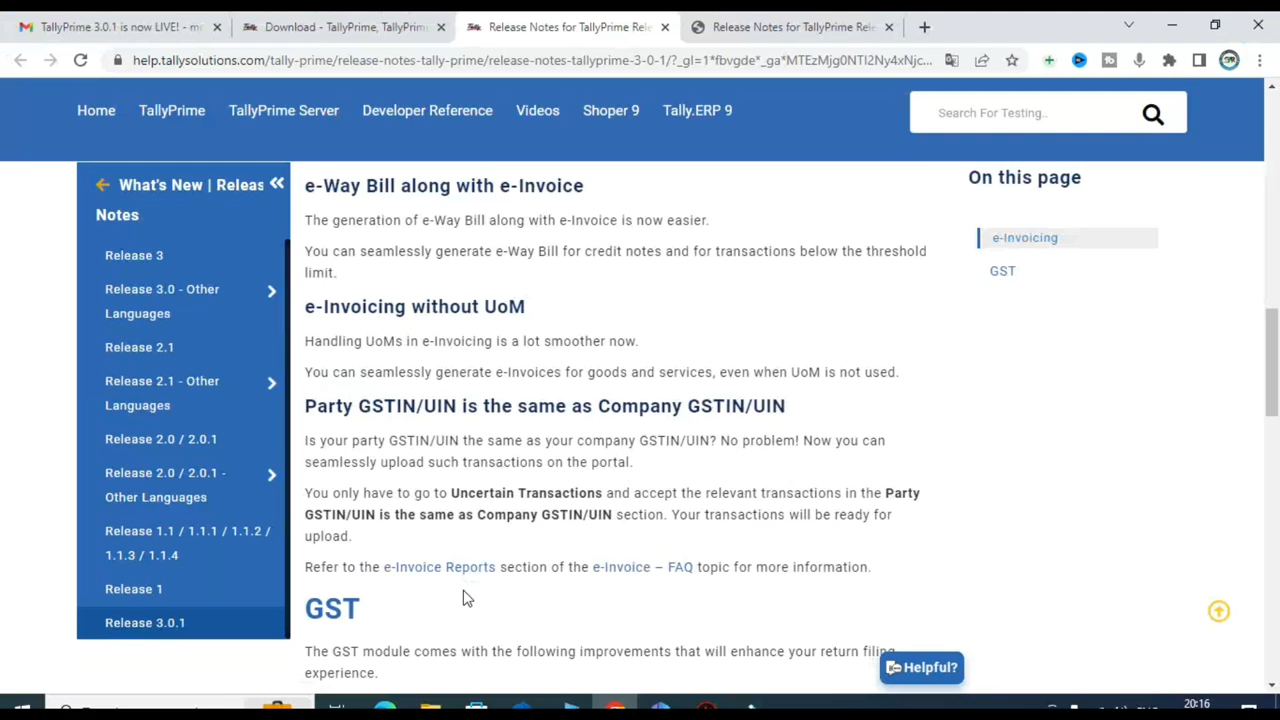 TallyPrime 3.0.1 is now LIVE! - m
Download - TallyPrime, TallyPrim
Release Notes for TallyPrime Rele
Release Notes for TallyPrime Rele
help.tallysolutions.com/tally-prime/release-notes-tally-prime/release-notes-tallyprime-3-0-1/?_gl=1*fbvgde*_ga*MTEzMjg0NTI2Ny4xNjc...
Home TallyPrime TallyPrime Server Developer Reference Videos Shoper 9 Tally.ERP 9
Search For Testing..
What's New | Releas
Notes
Release 3
Release 3.0 - Other
Languages
Release 2.1
Release 2.1 - Other
Languages
Release 2.0 / 2.0.1
Release 2.0 / 2.0.1 -
Other Languages
Release 1.1 / 1.1.1 / 1.1.2 /
1.1.3 / 1.1.4
Release 1
Release 3.0.1
e-Way Bill along with e-Invoice
The generation of e-Way Bill along with e-Invoice is now easier.
You can seamlessly generate e-Way Bill for credit notes and for transactions below the threshold
limit.
e-Invoicing without UoM
Handling UoMs in e-Invoicing is a lot smoother now.
You can seamlessly generate e-Invoices for goods and services, even when UoM is not used.
Party GSTIN/UIN is the same as Company GSTIN/UIN
Is your party GSTIN/UIN the same as your company GSTIN/UIN? No problem! Now you can
seamlessly upload such transactions on the portal.
You only have to go to Uncertain Transactions and accept the relevant transactions in the Party
GSTIN/UIN is the same as Company GSTIN/UIN section. Your transactions will be ready for
upload.
Refer to the e-Invoice Reports section of the e-Invoice – FAQ topic for more information.
GST
The GST module comes with the following improvements that will enhance your return filing
experience.
On this page
e-Invoicing
GST
Helpful?
20:16